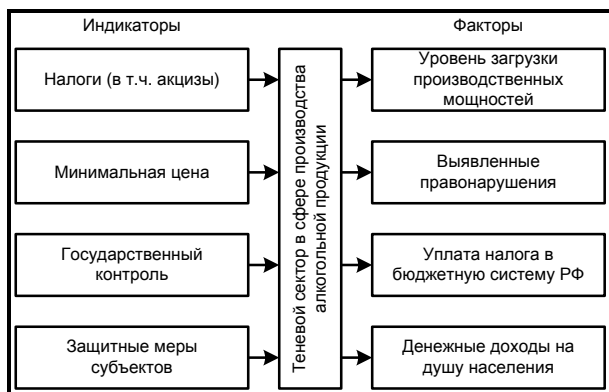 Индикаторы
Факторы
Налоги (в т.ч. акцизы)
Минимальная цена
Государственный
контроль
Защитные меры
субъектов
Теневой сектор в сфере производства
алкогольной продукции
Уровень загрузки
производственных
мощностей
Выявленные
правонарушения
Уплата налога в
бюджетную систему РФ
Денежные доходы на
душу населения